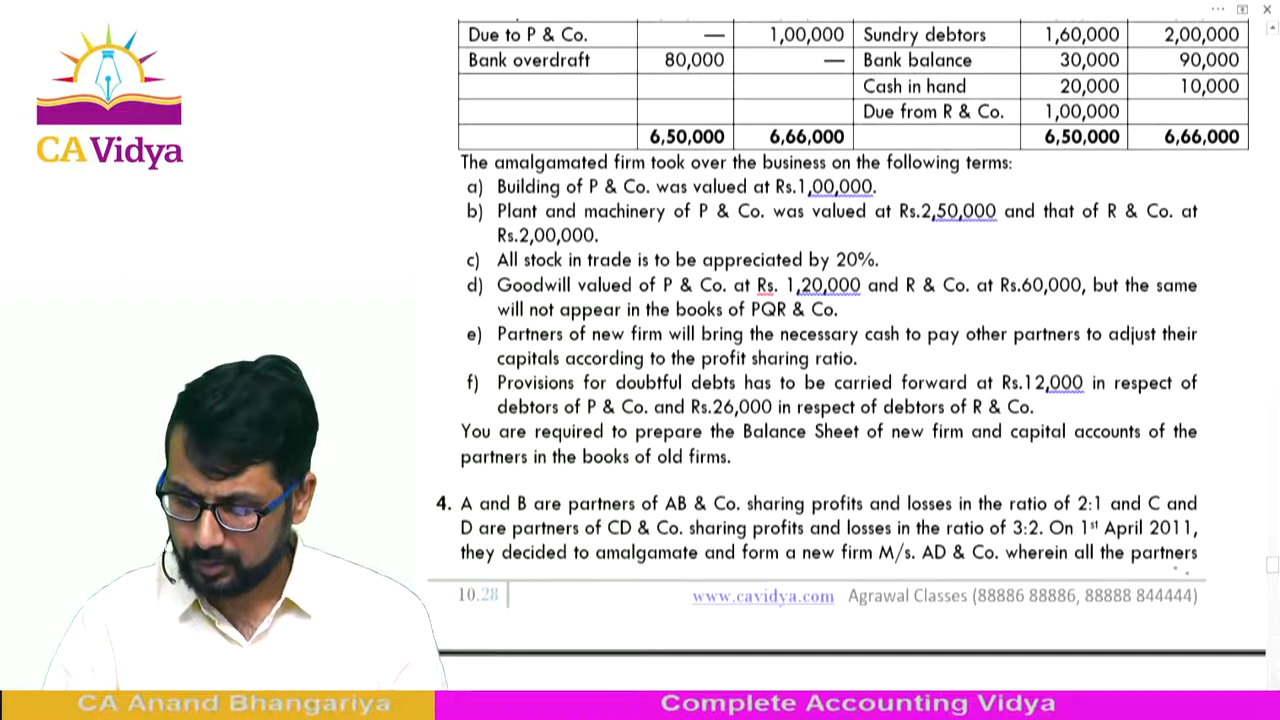 CA Vidya
Due to P & Co. — 1,00,000 Sundry debtors 1,60,000 2,00,000
Bank overdraft 80,000 — Bank balance 30,000 90,000
Cash in hand 20,000 10,000
Due from R & Co. 1,00,000
6,50,000 6,66,000 6,50,000 6,66,000
The amalgamated firm took over the business on the following terms:
a) Building of P & Co. was valued at Rs.1,00,000.
b) Plant and machinery of P & Co. was valued at Rs.2,50,000 and that of R & Co. at
Rs.2,00,000.
c) All stock in trade is to be appreciated by 20%.
d) Goodwill valued of P & Co. at Rs. 1,20,000 and R & Co. at Rs.60,000, but the same
will not appear in the books of PQR & Co.
e) Partners of new firm will bring the necessary cash to pay other partners to adjust their
capitals according to the profit sharing ratio.
f) Provisions for doubtful debts has to be carried forward at Rs.12,000 in respect of
debtors of P & Co. and Rs.26,000 in respect of debtors of R & Co.
You are required to prepare the Balance Sheet of new firm and capital accounts of the
partners in the books of old firms.
4. A and B are partners of AB & Co. sharing profits and losses in the ratio of 2:1 and C and
D are partners of CD & Co. sharing profits and losses in the ratio of 3:2. On 1st April 2011,
they decided to amalgamate and form a new firm M/s. AD & Co. wherein all the partners
10.28 www.cavidya.com Agrawal Classes (88886 88886, 88888 844444)
CA Anand Bhangariya Complete Accounting Vidya